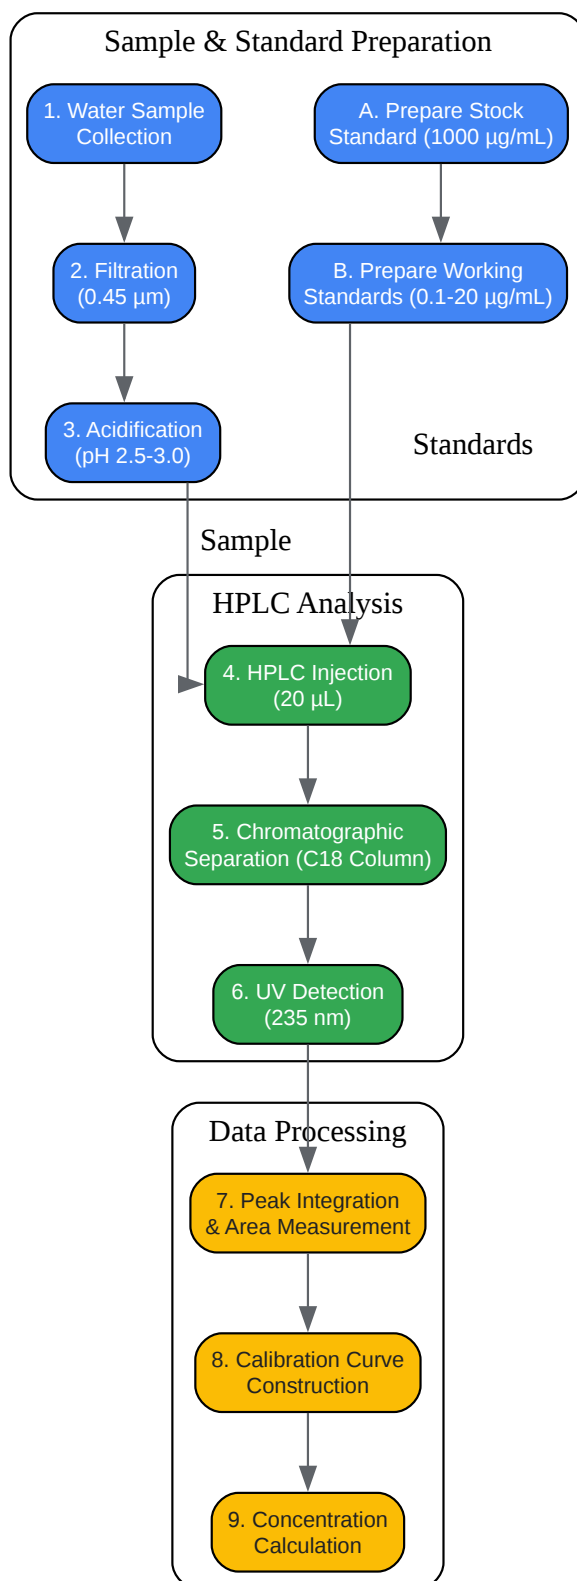 Sample & Standard Preparation
1. Water Sample
Collection
A. Prepare Stock
Standard (1000 µg/mL)
2. Filtration
(0.45 µm)
B. Prepare Working
Standards (0.1-20 µg/mL)
3. Acidification
(pH 2.5-3.0)
Standards
Sample
HPLC Analysis
4. HPLC Injection
(20 µL)
5. Chromatographic
Separation (C18 Column)
6. UV Detection
(235 nm)
Data Processing
7. Peak Integration
& Area Measurement
8. Calibration Curve
Construction
9. Concentration
Calculation